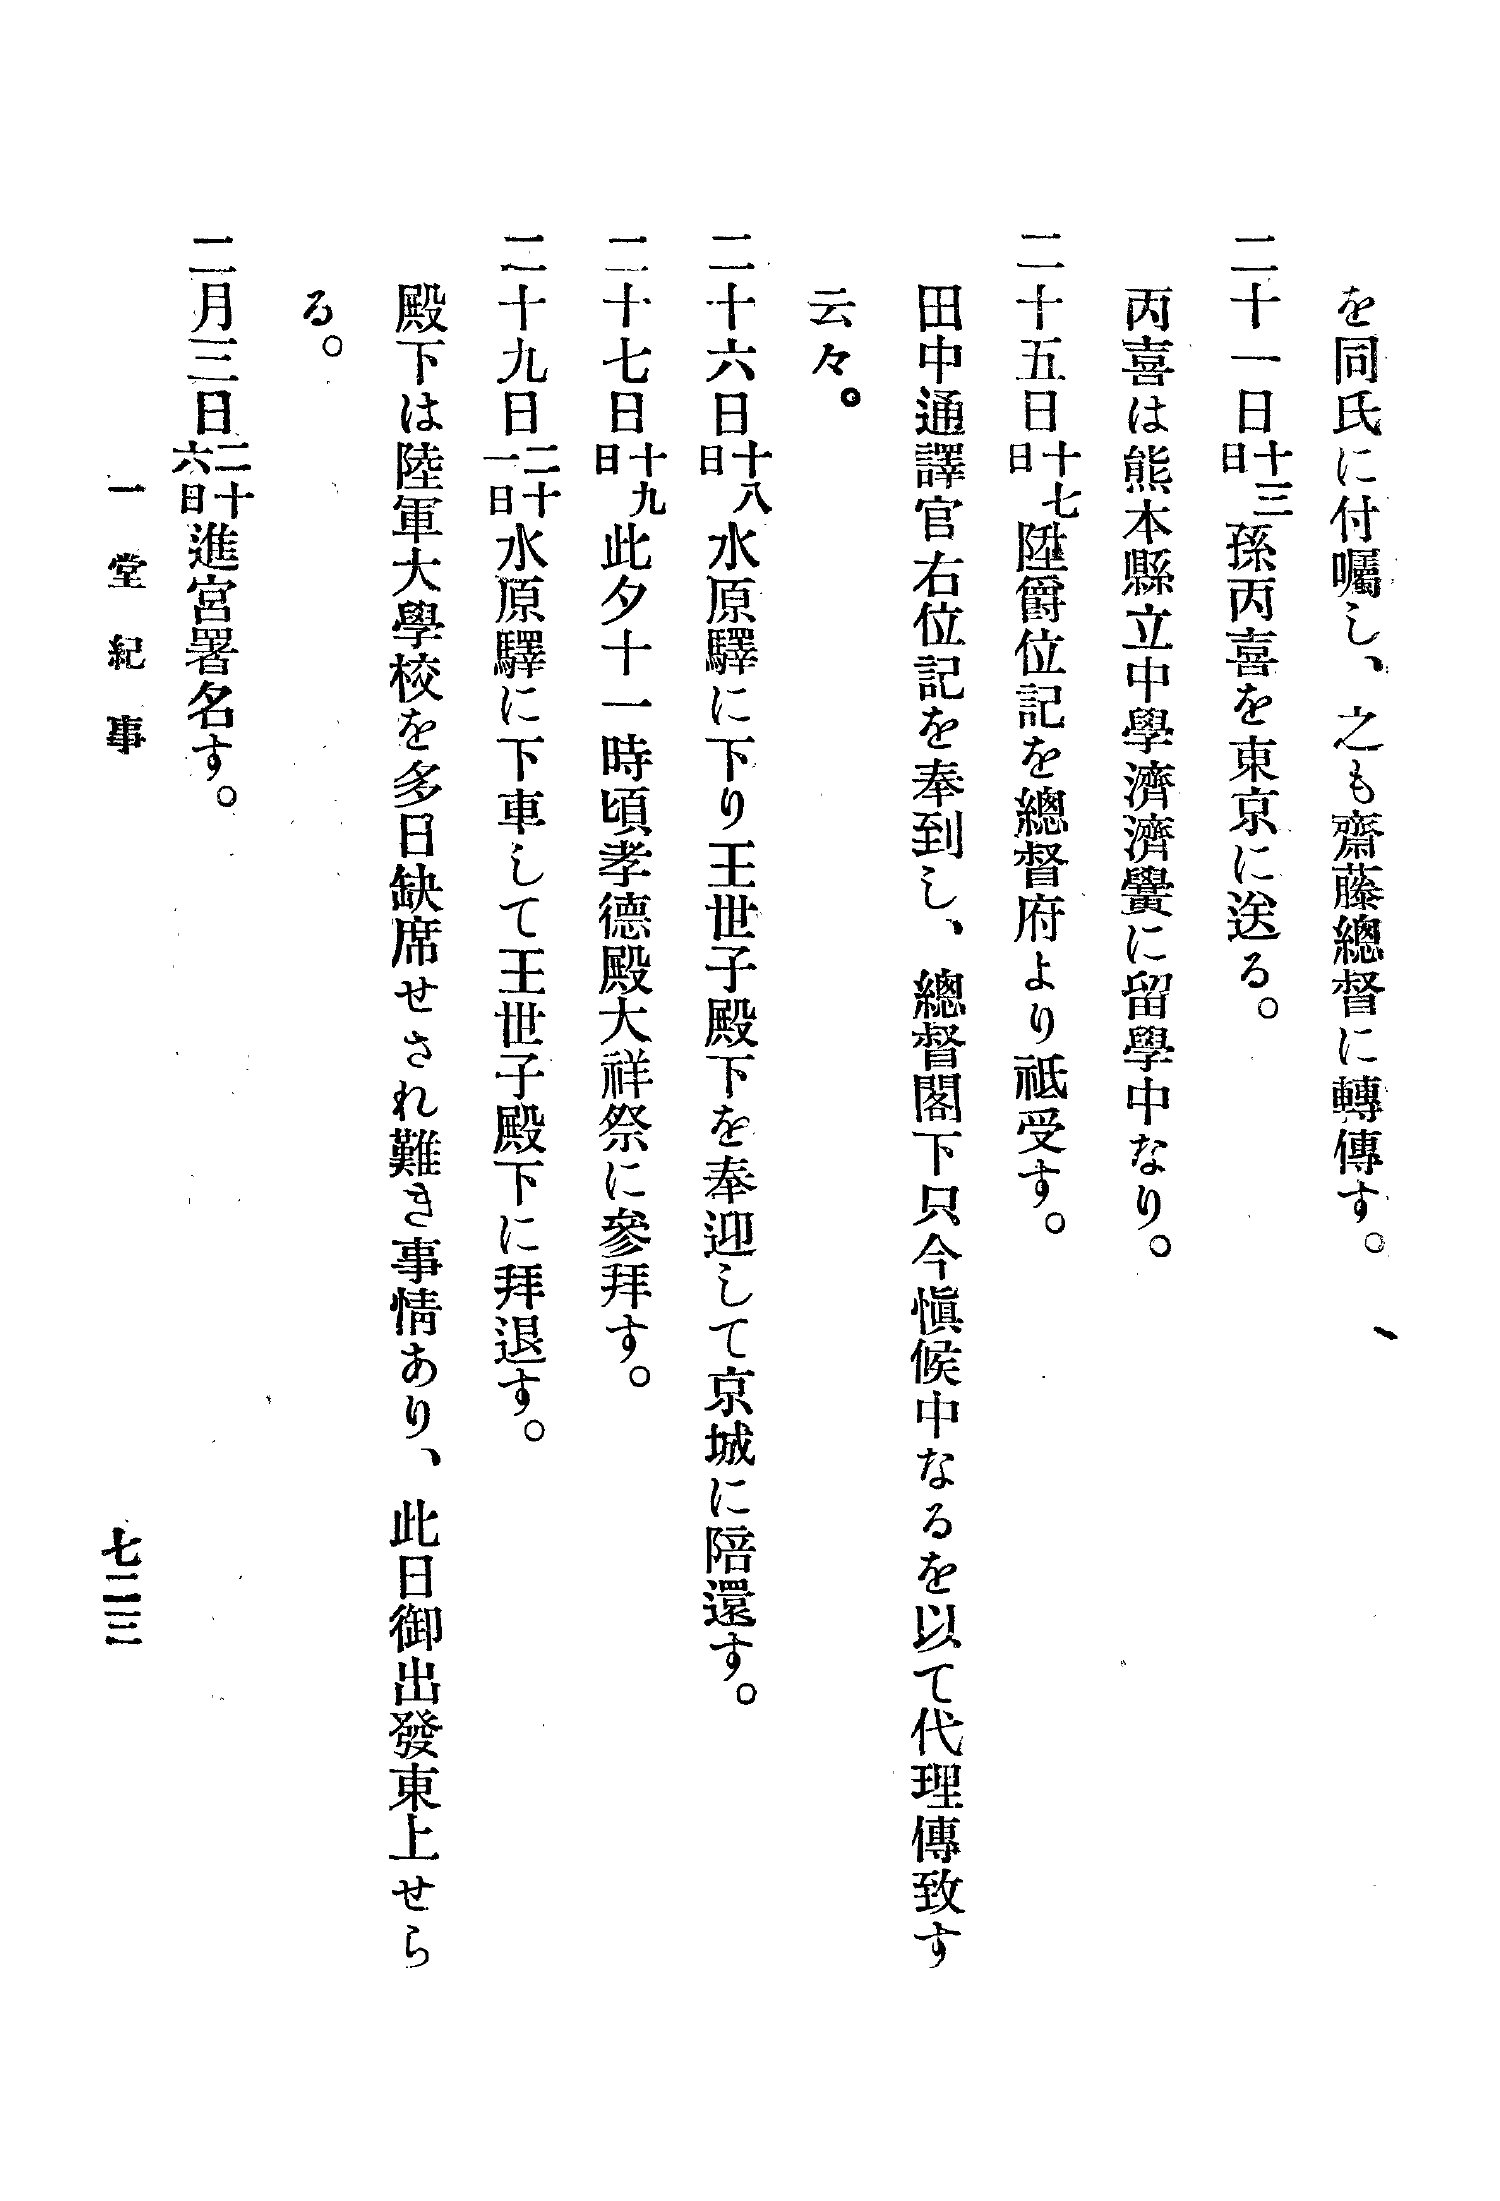 を同氏に付囑し、之も齋藤總督に轉傳す。
二十一日十三日孫丙喜を東京に送る。
丙喜は熊本縣立中學濟濟黌に留學中なり。
二十五日十七日陞爵位記を總督府より祗受す。
田中通譯官右位記を奉到し、總督閣下只今愼候中なるを以て代理傳致す
云々。
二十六日十八日水原驛に下り王世子殿下を奉迎して京城に陪還す。
二十七日十九日此夕十一時頃孝德殿大祥祭に參拜す。
二十九日二十一日水原驛に下車して王世子殿下に拜退す。
殿下は陸軍大學校を多日缺席せされ難き事情あり、此日御出發東上せら
る。
二月三日二十六日進宮署名す。
一堂紀事
七二三